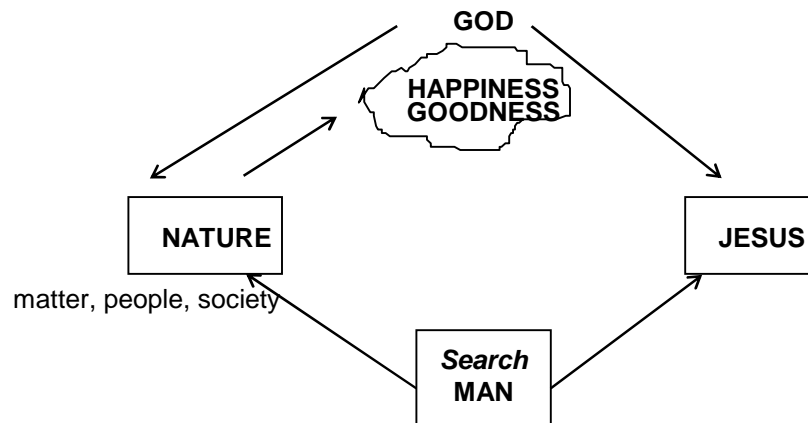 GOD
HAPPINESS
GOODNESS
NATURE
JESUS
matter, people, society
Search
MAN